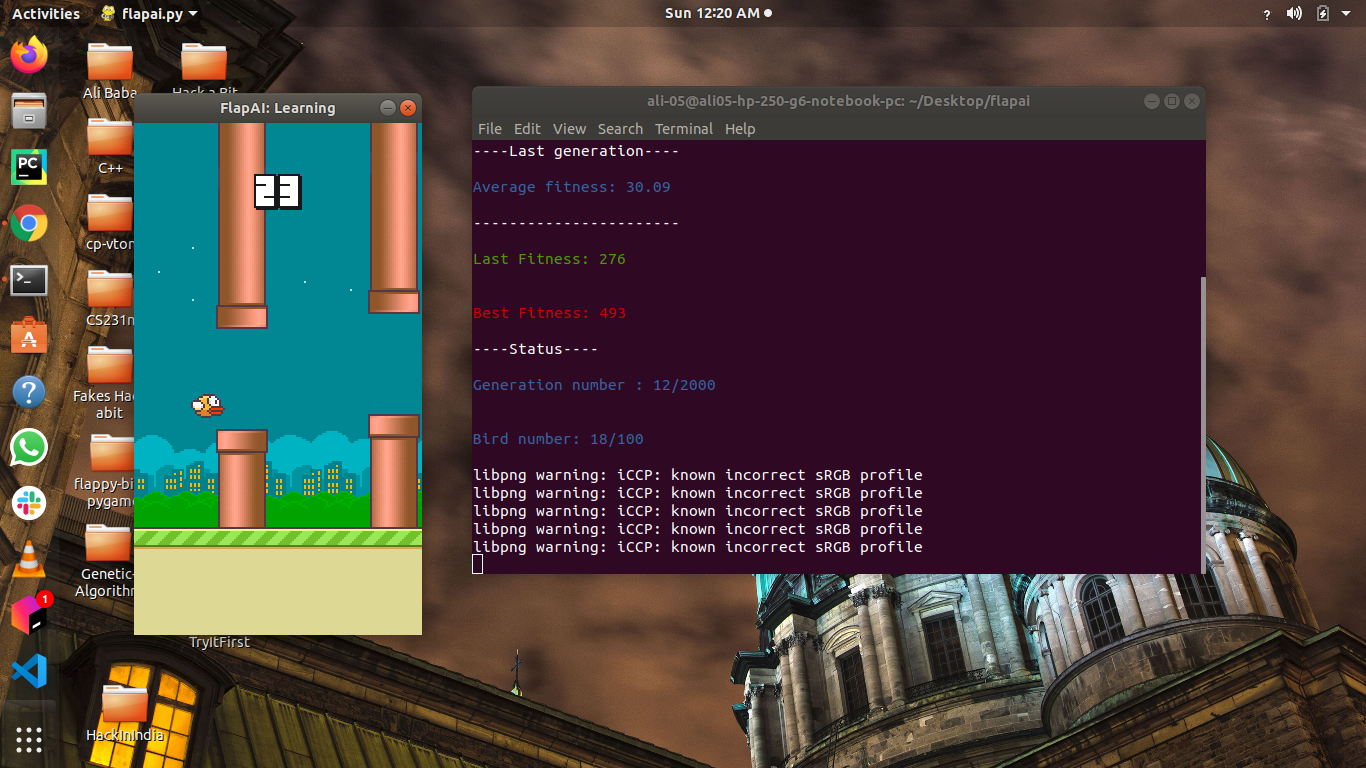 Activities
flapai.py
Sun 12:20 AM
?
Ali Baba
Hack a Bit
C++
cp-vton
CS231n
Fakes Hac
abit
flappy-bi
pygame
Genetic-
Algorithm
TryItFirst
HackInIndia
PC
?
1
FlapAI: Learning
ali-05@ali05-hp-250-g6-notebook-pc: ~/Desktop/flapai
File Edit View Search Terminal Help
----Last generation----
Average fitness: 30.09
-----------------------
Last Fitness: 276
Best Fitness: 493
----Status----
Generation number : 12/2000
Bird number: 18/100
libpng warning: iCCP: known incorrect sRGB profile
libpng warning: iCCP: known incorrect sRGB profile
libpng warning: iCCP: known incorrect sRGB profile
libpng warning: iCCP: known incorrect sRGB profile
libpng warning: iCCP: known incorrect sRGB profile